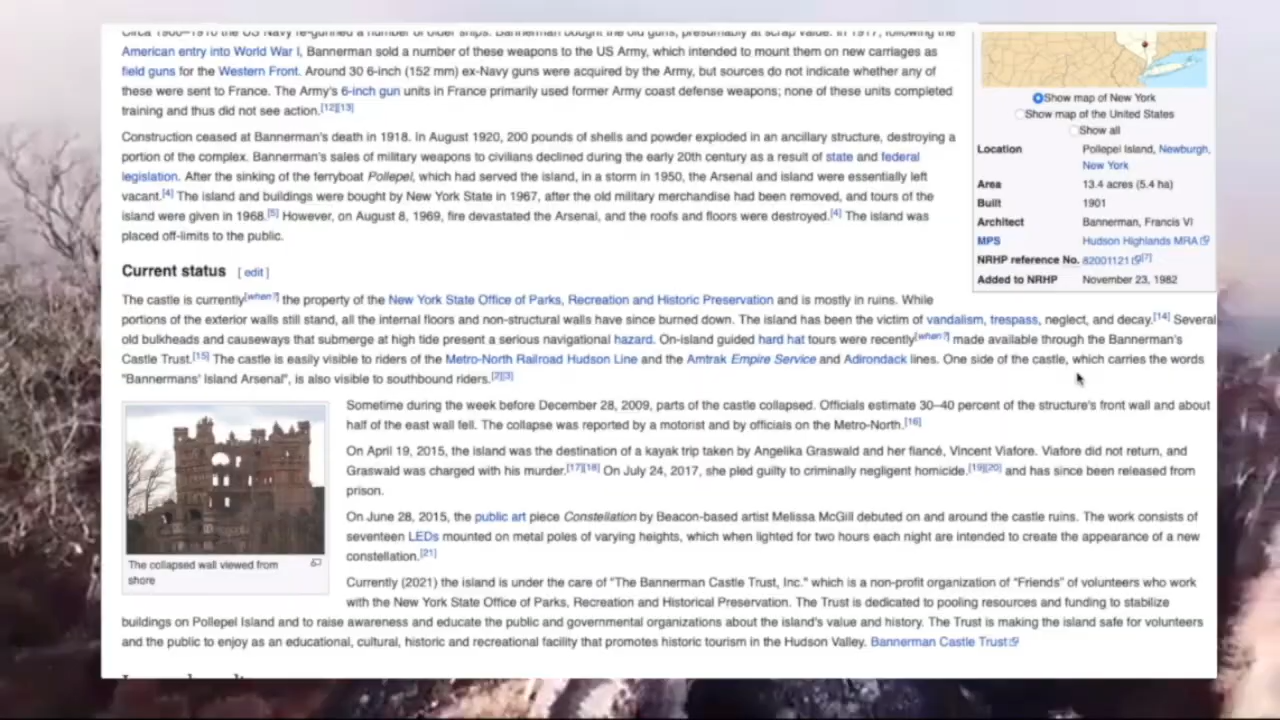 Circa 1900–1910 the US Navy re-gunned a number of older ships. Bannerman bought the old guns, presumably at scrap value. In 1917, following the
American entry into World War I, Bannerman sold a number of these weapons to the US Army, which intended to mount them on new carriages as
field guns for the Western Front. Around 30 6-inch (152 mm) ex-Navy guns were acquired by the Army, but sources do not indicate whether any of
these were sent to France. The Army's 6-inch gun units in France primarily used former Army coast defense weapons; none of these units completed
training and thus did not see action.[12][13]
Construction ceased at Bannerman's death in 1918. In August 1920, 200 pounds of shells and powder exploded in an ancillary structure, destroying a
portion of the complex. Bannerman's sales of military weapons to civilians declined during the early 20th century as a result of state and federal
legislation. After the sinking of the ferryboat Pollepel, which had served the island, in a storm in 1950, the Arsenal and island were essentially left
vacant.[4] The island and buildings were bought by New York State in 1967, after the old military merchandise had been removed, and tours of the
island were given in 1968.[5] However, on August 8, 1969, fire devastated the Arsenal, and the roofs and floors were destroyed.[4] The island was
placed off-limits to the public.
Show map of New York
Show map of the United States
Show all
Location Pollepel Island, Newburgh,
New York
Area 13.4 acres (5.4 ha)
Built 1901
Architect Bannerman, Francis VI
MPS Hudson Highlands MRA
NRHP reference No. 82001121[7]
Added to NRHP November 23, 1982
Current status [ edit ]
The castle is currently[when?] the property of the New York State Office of Parks, Recreation and Historic Preservation and is mostly in ruins. While
portions of the exterior walls still stand, all the internal floors and non-structural walls have since burned down. The island has been the victim of vandalism, trespass, neglect, and decay.[14] Several
old bulkheads and causeways that submerge at high tide present a serious navigational hazard. On-island guided hard hat tours were recently[when?] made available through the Bannerman's
Castle Trust.[15] The castle is easily visible to riders of the Metro-North Railroad Hudson Line and the Amtrak Empire Service and Adirondack lines. One side of the castle, which carries the words
"Bannermans' Island Arsenal", is also visible to southbound riders.[2][3]
Sometime during the week before December 28, 2009, parts of the castle collapsed. Officials estimate 30–40 percent of the structure's front wall and about
half of the east wall fell. The collapse was reported by a motorist and by officials on the Metro-North.[16]
On April 19, 2015, the island was the destination of a kayak trip taken by Angelika Graswald and her fiancé, Vincent Viafore. Viafore did not return, and
Graswald was charged with his murder.[17][18] On July 24, 2017, she pled guilty to criminally negligent homicide.[19][20] and has since been released from
prison.
On June 28, 2015, the public art piece Constellation by Beacon-based artist Melissa McGill debuted on and around the castle ruins. The work consists of
seventeen LEDs mounted on metal poles of varying heights, which when lighted for two hours each night are intended to create the appearance of a new
constellation.[21]
The collapsed wall viewed from
shore
Currently (2021) the island is under the care of "The Bannerman Castle Trust, Inc." which is a non-profit organization of "Friends" of volunteers who work
with the New York State Office of Parks, Recreation and Historical Preservation. The Trust is dedicated to pooling resources and funding to stabilize
buildings on Pollepel Island and to raise awareness and educate the public and governmental organizations about the island's value and history. The Trust is making the island safe for volunteers
and the public to enjoy as an educational, cultural, historic and recreational facility that promotes historic tourism in the Hudson Valley. Bannerman Castle Trust